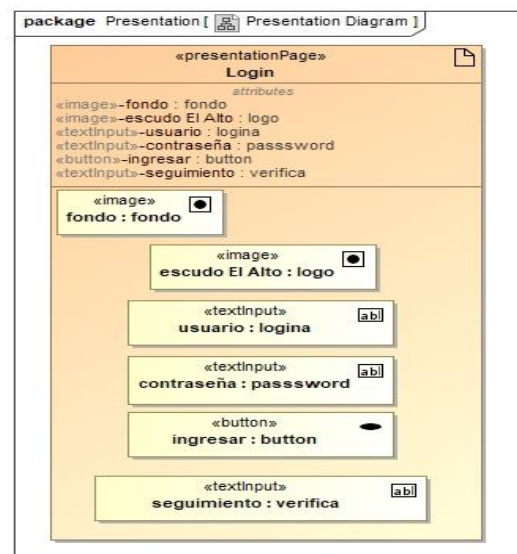 package Presentation [ Presentation Diagram ]
«presentationPage»
Login
attributes
«image»-fondo : fondo
«image»-escudo El Alto : logo
«textInput»-usuario : logina
«textInput»-contraseña : passsword
«button»-ingresar : button
«textInput»-seguimiento : verifica
«image»
fondo : fondo
«image»
escudo El Alto : logo
«textInput»
usuario : logina
abl
«textInput»
contraseña : passsword
abl
«button»
ingresar : button
«textInput»
seguimiento : verifica
abl